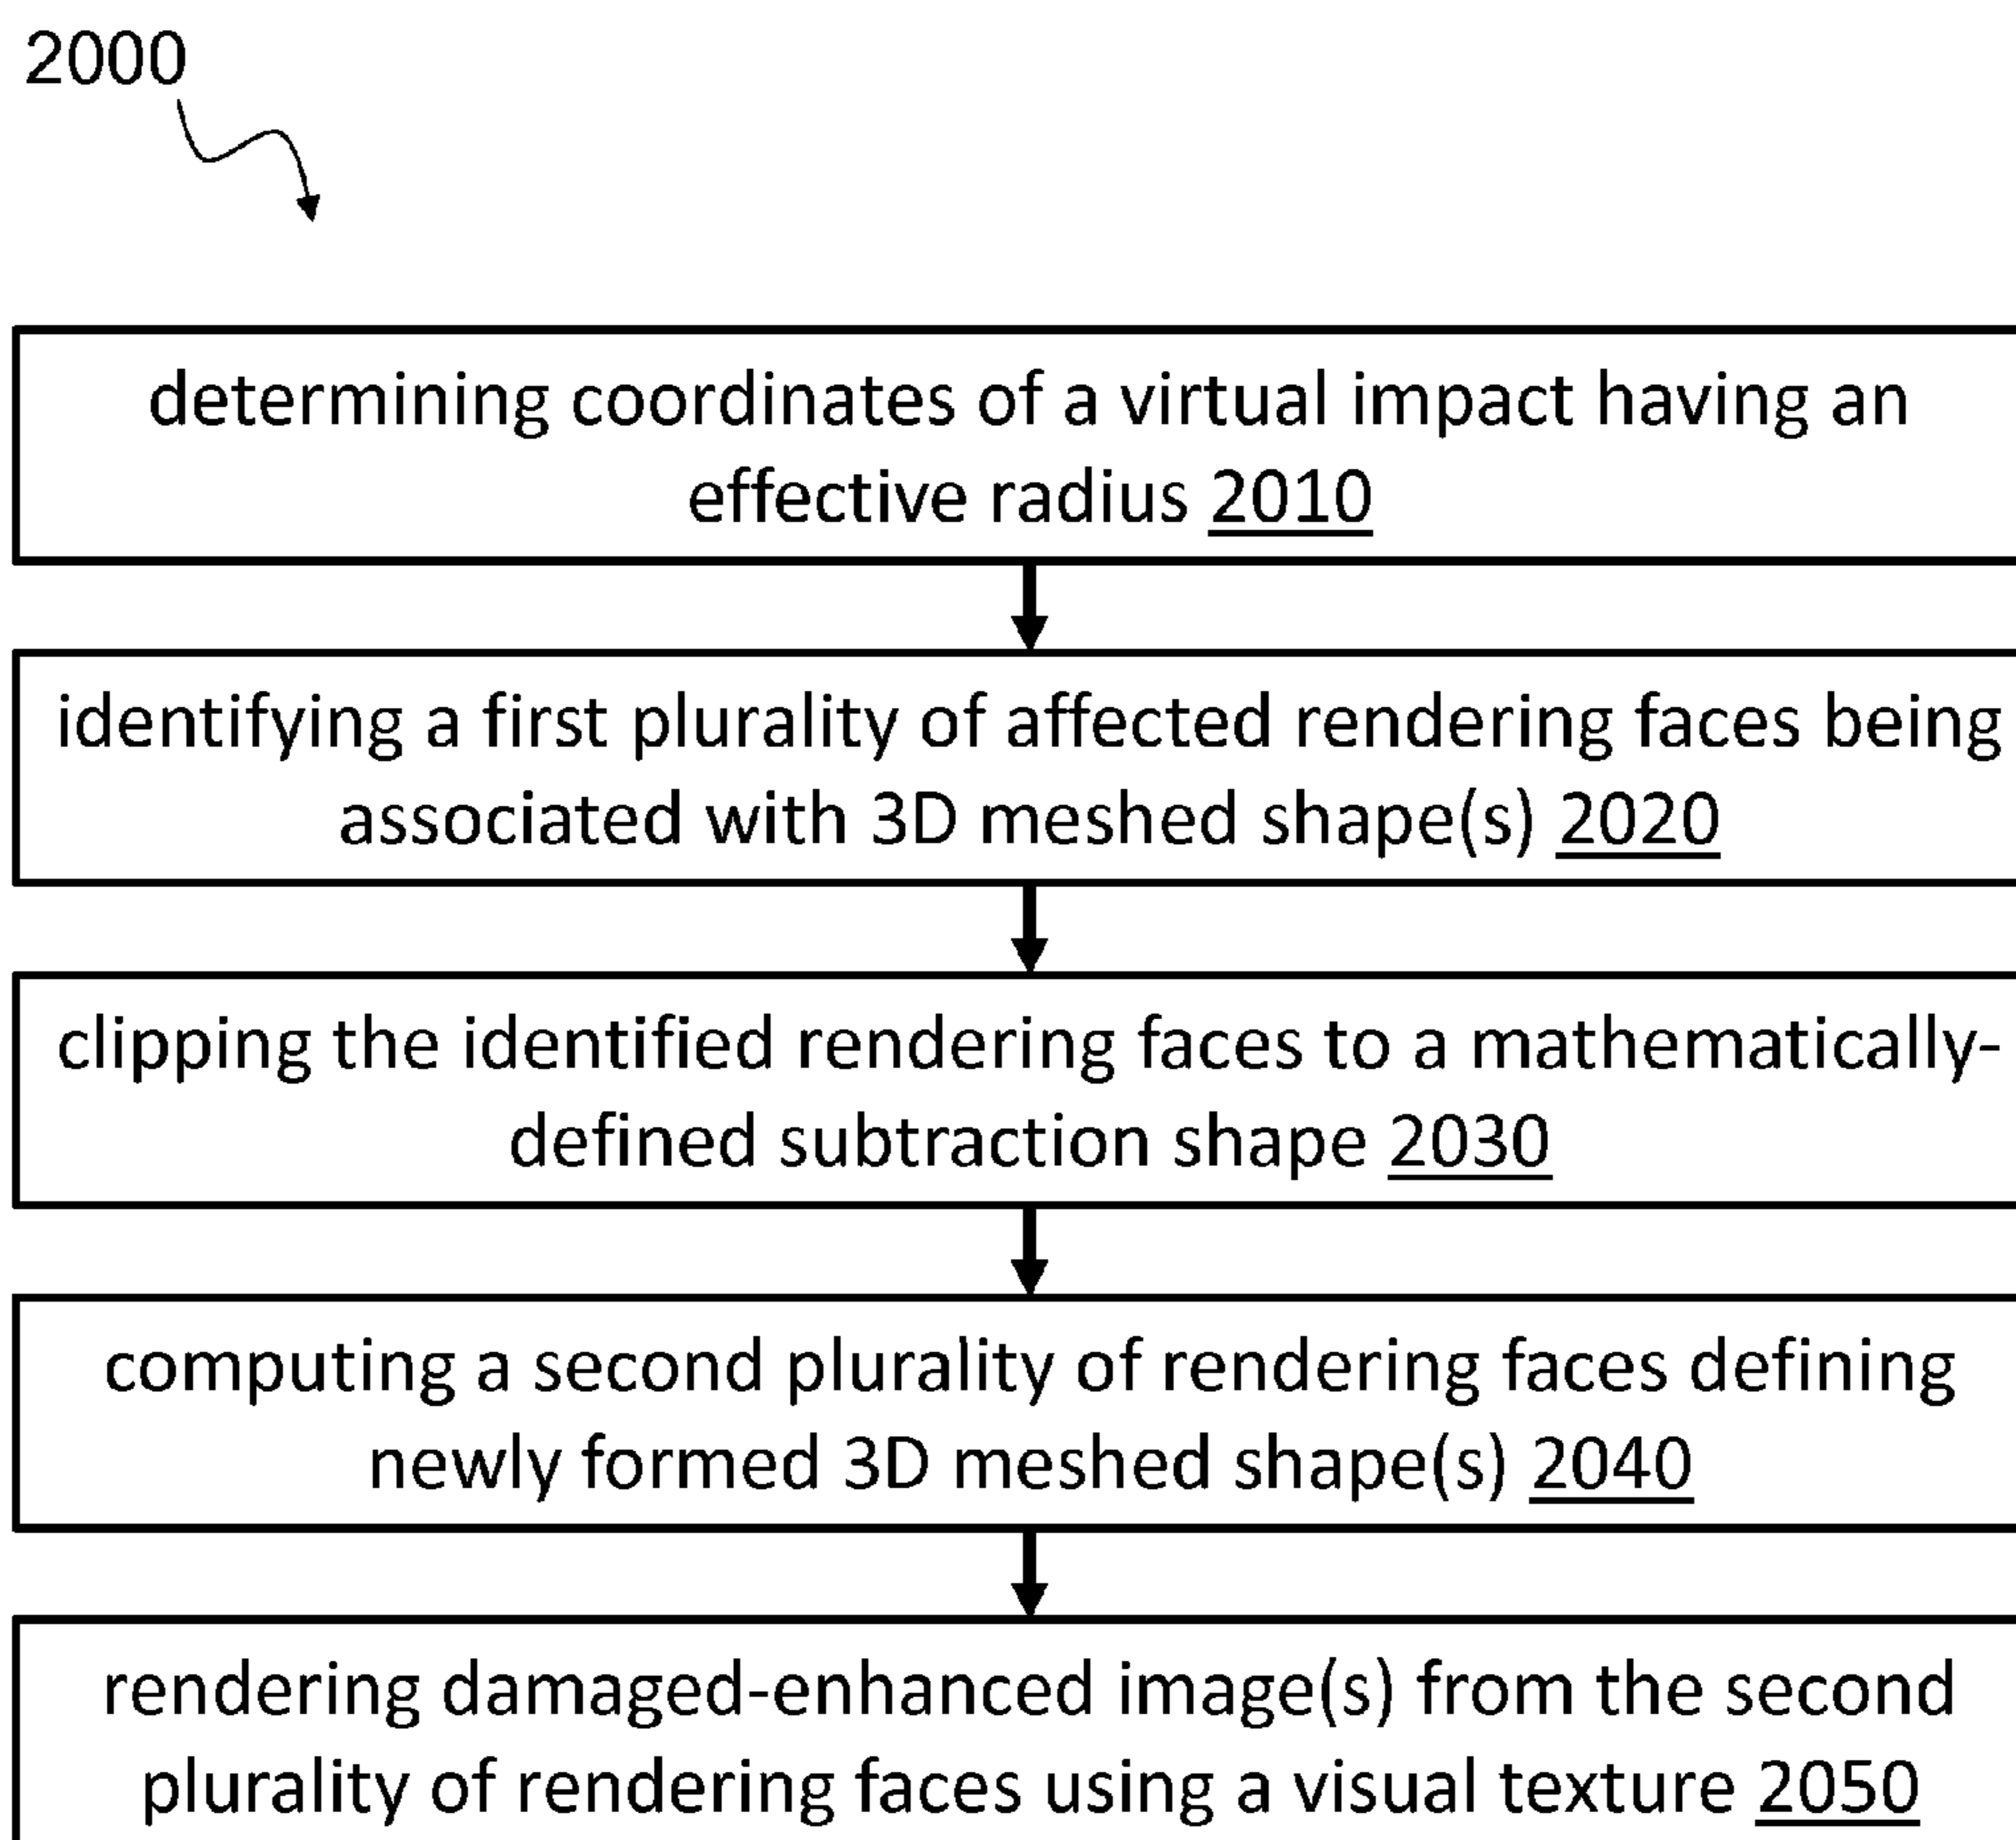 2000
determining coordinates of a virtual impact having an
effective radius 2010
identifying a first plurality of affected rendering faces being
associated with 3D meshed shape(s) 2020
clipping the identified rendering faces to a mathematically-
defined subtraction shape 2030
computing a second plurality of rendering faces defining
newly formed 3D meshed shape(s) 2040
rendering damaged-enhanced image(s) from the second
plurality of rendering faces using a visual texture 2050